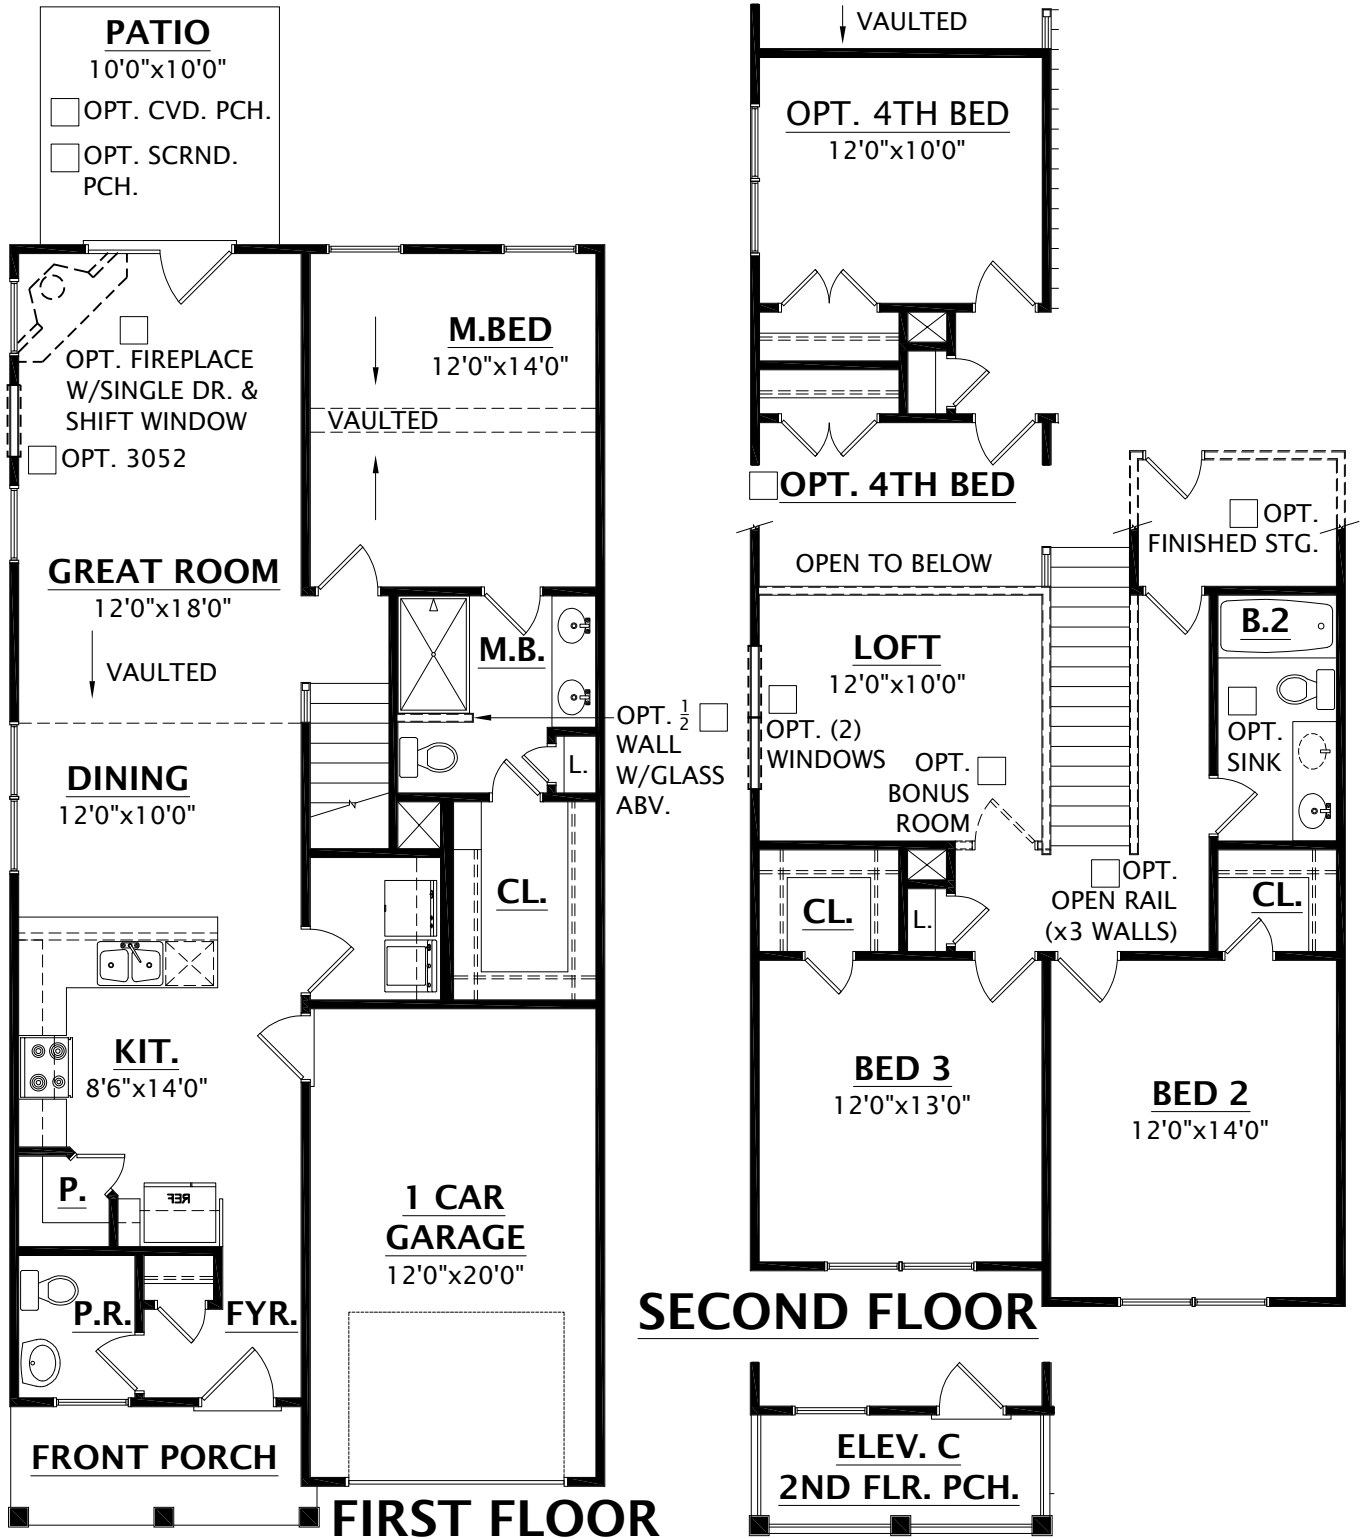 PATIO
10'0"x10'0"
OPT. CVD. PCH.
OPT. SCRND.
PCH.
OPT. FIREPLACE
W/SINGLE DR. &
SHIFT WINDOW
OPT. 3052
M.BED
12'0"x14'0"
VAULTED
GREAT ROOM
12'0"x18'0"
VAULTED
M.B.
OPT. 1/2
WALL
W/GLASS
ABV.
L.
DINING
12'0"x10'0"
CL.
KIT.
8'6"x14'0"
P.
REF
1 CAR
GARAGE
12'0"x20'0"
P.R.
FYR.
FRONT PORCH
FIRST FLOOR
VAULTED
OPT. 4TH BED
12'0"x10'0"
OPT. 4TH BED
OPT.
FINISHED STG.
OPEN TO BELOW
LOFT
12'0"x10'0"
B.2
OPT. (2)
WINDOWS
OPT.
BONUS
ROOM
OPT.
SINK
OPT.
OPEN RAIL
(x3 WALLS)
CL.
L.
CL.
BED 3
12'0"x13'0"
BED 2
12'0"x14'0"
SECOND FLOOR
ELEV. C
2ND FLR. PCH.